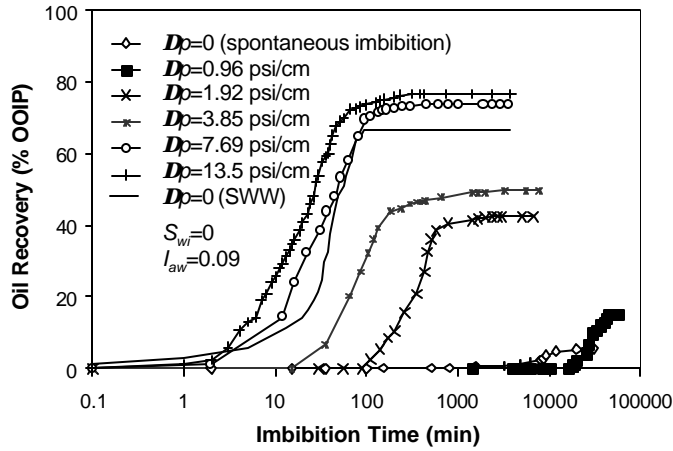 100
80
60
40
20
0
Oil Recovery (% OOIP)
Dp=0 (spontaneous imbibition)
Dp=0.96 psi/cm
Dp=1.92 psi/cm
Dp=3.85 psi/cm
Dp=7.69 psi/cm
Dp=13.5 psi/cm
Dp=0 (SWW)
Swi=0
Iaw=0.09
0.1 1 10 100 1000 10000 100000
Imbibition Time (min)